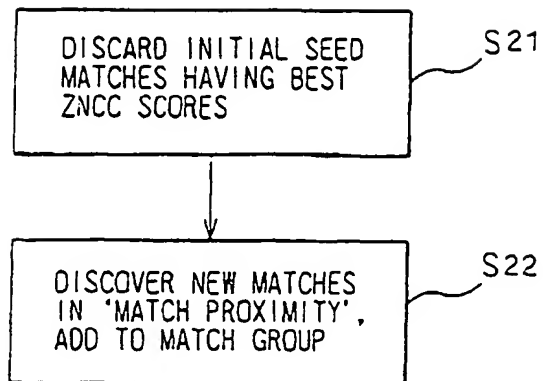 DISCARD INITIAL SEED
MATCHES HAVING BEST
ZNCC SCORES
S21
DISCOVER NEW MATCHES
IN 'MATCH PROXIMITY',
ADD TO MATCH GROUP
S22